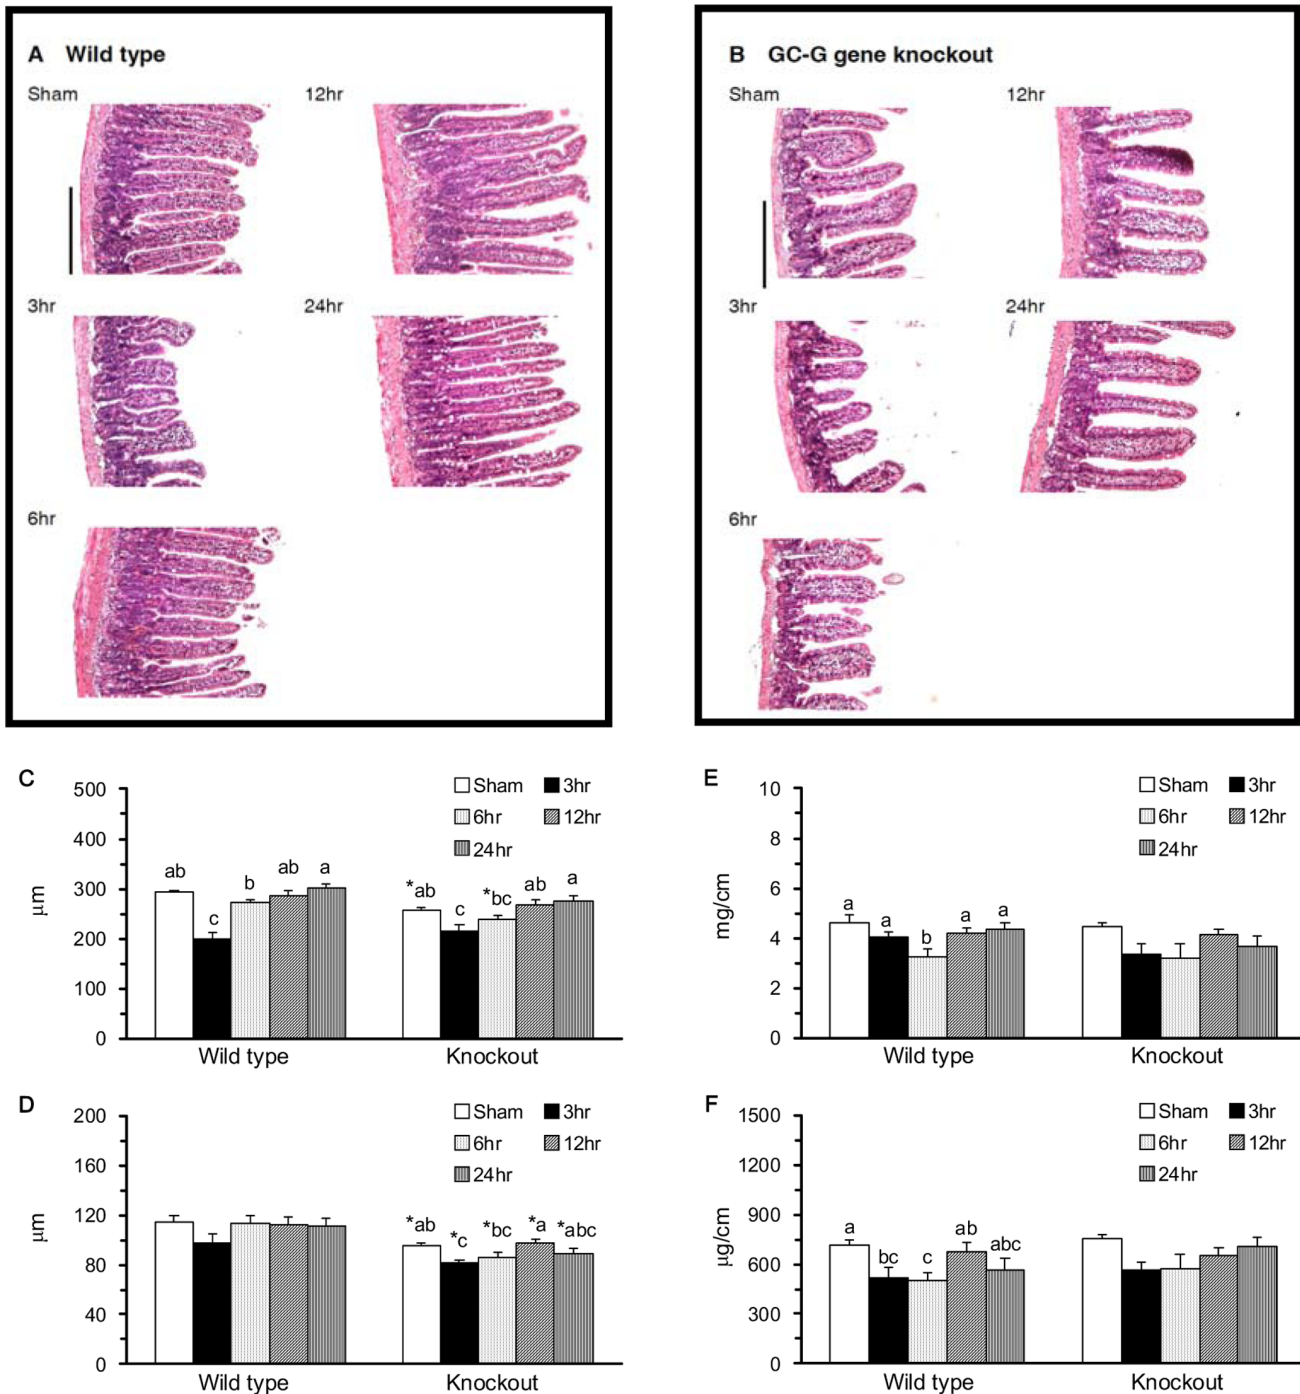 A Wild type
Sham 12hr
3hr 24hr
6hr
B GC-G gene knockout
Sham 12hr
3hr 24hr
6hr
C
Sham 3hr
6hr 12hr
24hr
500
400
300
200
100
0
μm
ab c b ab a
*ab c *bc ab a
Wild type Knockout
E
Sham 3hr
6hr 12hr
24hr
10
8
6
4
2
0
mg/cm
a a b a a
Wild type Knockout
D
Sham 3hr
6hr 12hr
24hr
200
160
120
80
40
0
μm
*ab *c *bc *a *abc
Wild type Knockout
F
Sham 3hr
6hr 12hr
24hr
1500
1200
900
600
300
0
μg/cm
a bc c ab abc
Wild type Knockout